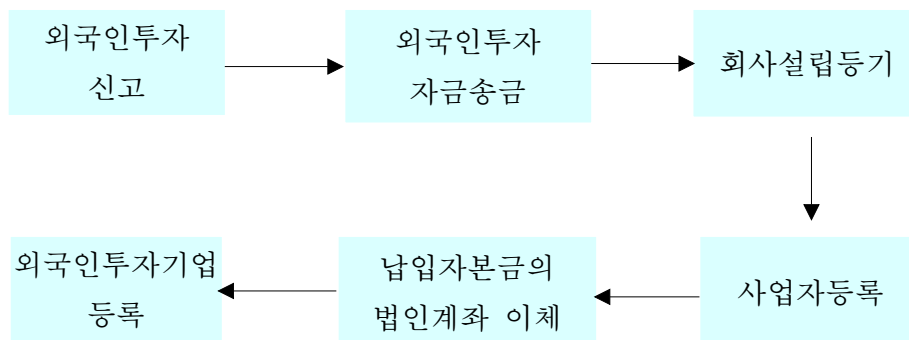 외국인투자
신고
외국인투자
자금송금
회사설립등기
사업자등록
납입자본금의
법인계좌 이체
외국인투자기업
등록